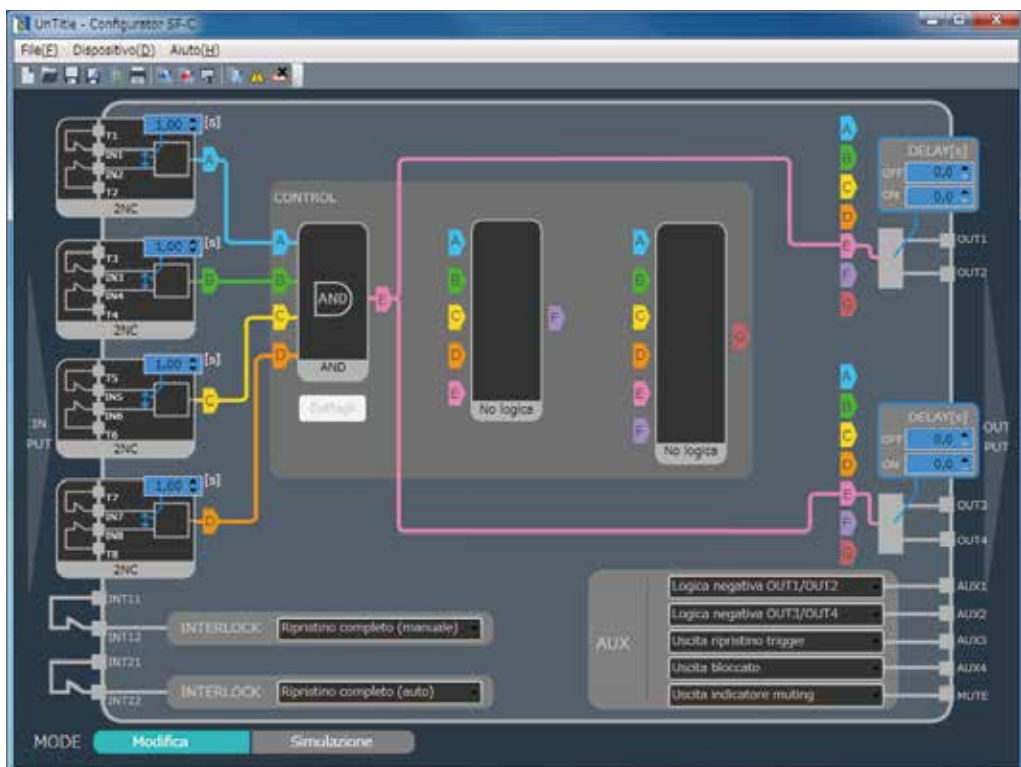 UnTitle - Configurator SF-C
File(F) Dispositivo(D) Aiuto(H)
1,00 [s]
T1
IN1
IN2
T2
2NC
A
1,00 [s]
T3
IN3
IN4
T4
2NC
B
1,00 [s]
T5
IN5
IN6
T6
2NC
C
1,00 [s]
T7
IN7
IN8
T8
2NC
D
IN
PUT
CONTROL
A
B
C
D
AND
AND
E
Dettagli
A
B
C
D
E
No logica
F
A
B
C
D
E
F
No logica
G
A
B
C
D
E
F
G
DELAY[s]
OFF 0,0
ON 0,0
OUT1
OUT2
A
B
C
D
E
F
G
DELAY[s]
OFF 0,0
ON 0,0
OUT3
OUT4
OUT
PUT
INT11
INT12
INTERLOCK Ripristino completo (manuale)
INT21
INT22
INTERLOCK Ripristino completo (auto)
AUX
Logica negativa OUT1/OUT2 AUX1
Logica negativa OUT3/OUT4 AUX2
Uscita ripristino trigger AUX3
Uscita bloccato AUX4
Uscita indicatore muting MUTE
MODE Modifica Simulazione